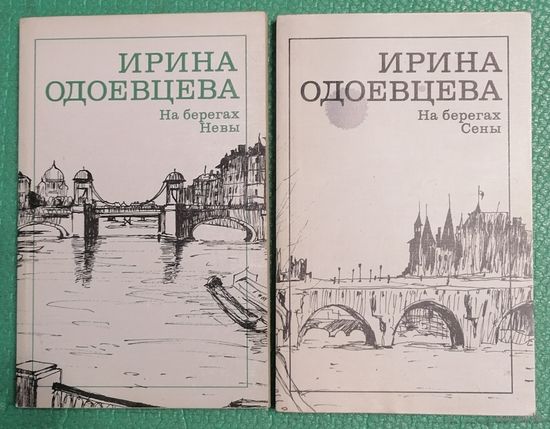 ИРИНА
ОДОЕВЦЕВА
На берегах
Невы
ИРИНА
ОДОЕВЦЕВА
На берегах
Сены